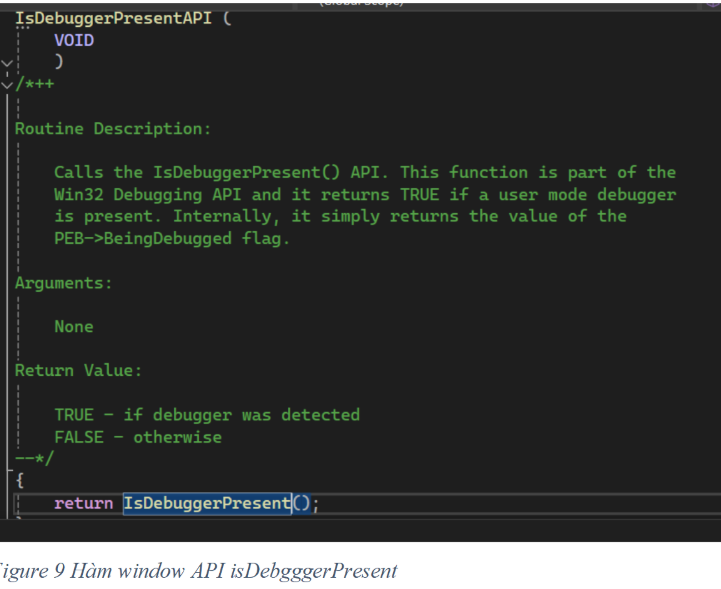 (Global Scope)
IsDebuggerPresentAPI (
VOID
)
/*++
Routine Description:
Calls the IsDebuggerPresent() API. This function is part of the
Win32 Debugging API and it returns TRUE if a user mode debugger
is present. Internally, it simply returns the value of the
PEB->BeingDebugged flag.
Arguments:
None
Return Value:
TRUE - if debugger was detected
FALSE - otherwise
--*/
{
return IsDebuggerPresent();
igure 9 Hàm window API isDebgggerPresent